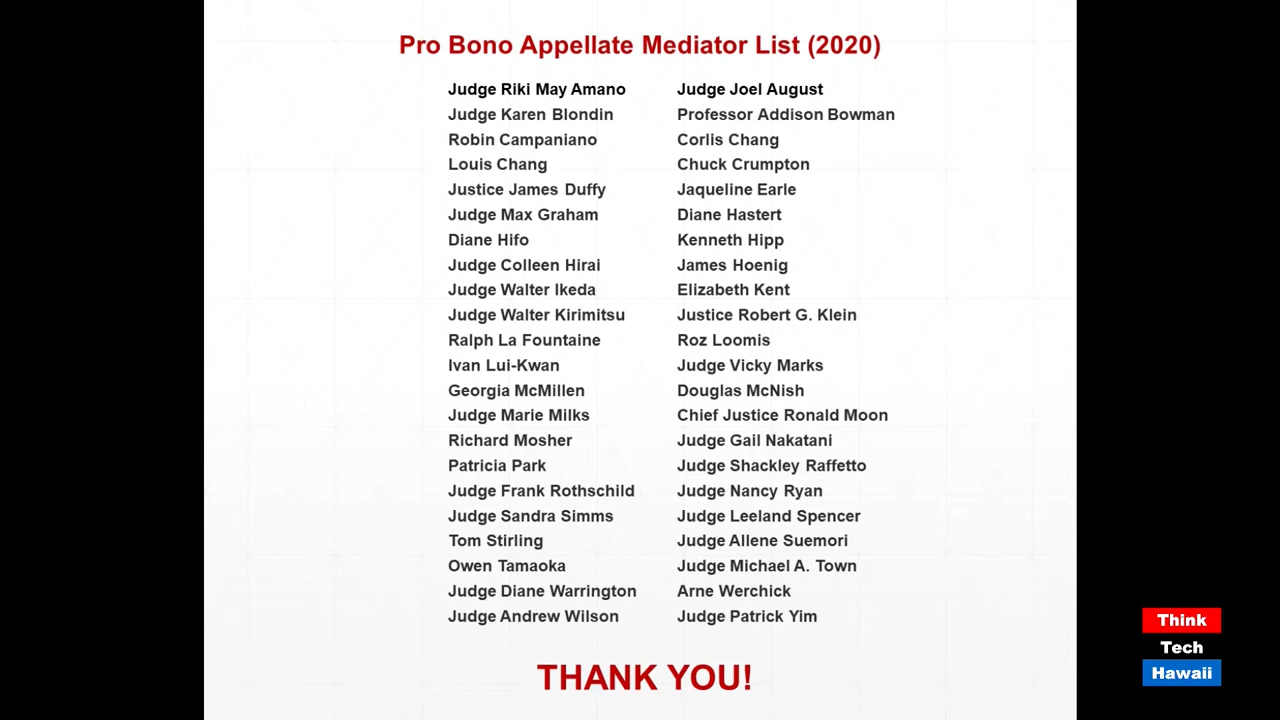 Pro Bono Appellate Mediator List (2020)
Judge Riki May Amano Judge Joel August
Judge Karen Blondin Professor Addison Bowman
Robin Campaniano Corlis Chang
Louis Chang Chuck Crumpton
Justice James Duffy Jaqueline Earle
Judge Max Graham Diane Hastert
Diane Hifo Kenneth Hipp
Judge Colleen Hirai James Hoenig
Judge Walter Ikeda Elizabeth Kent
Judge Walter Kirimitsu Justice Robert G. Klein
Ralph La Fountaine Roz Loomis
Ivan Lui-Kwan Judge Vicky Marks
Georgia McMillen Douglas McNish
Judge Marie Milks Chief Justice Ronald Moon
Richard Mosher Judge Gail Nakatani
Patricia Park Judge Shackley Raffetto
Judge Frank Rothschild Judge Nancy Ryan
Judge Sandra Simms Judge Leeland Spencer
Tom Stirling Judge Allene Suemori
Owen Tamaoka Judge Michael A. Town
Judge Diane Warrington Arne Werchick
Judge Andrew Wilson Judge Patrick Yim
THANK YOU!
Think
Tech
Hawaii